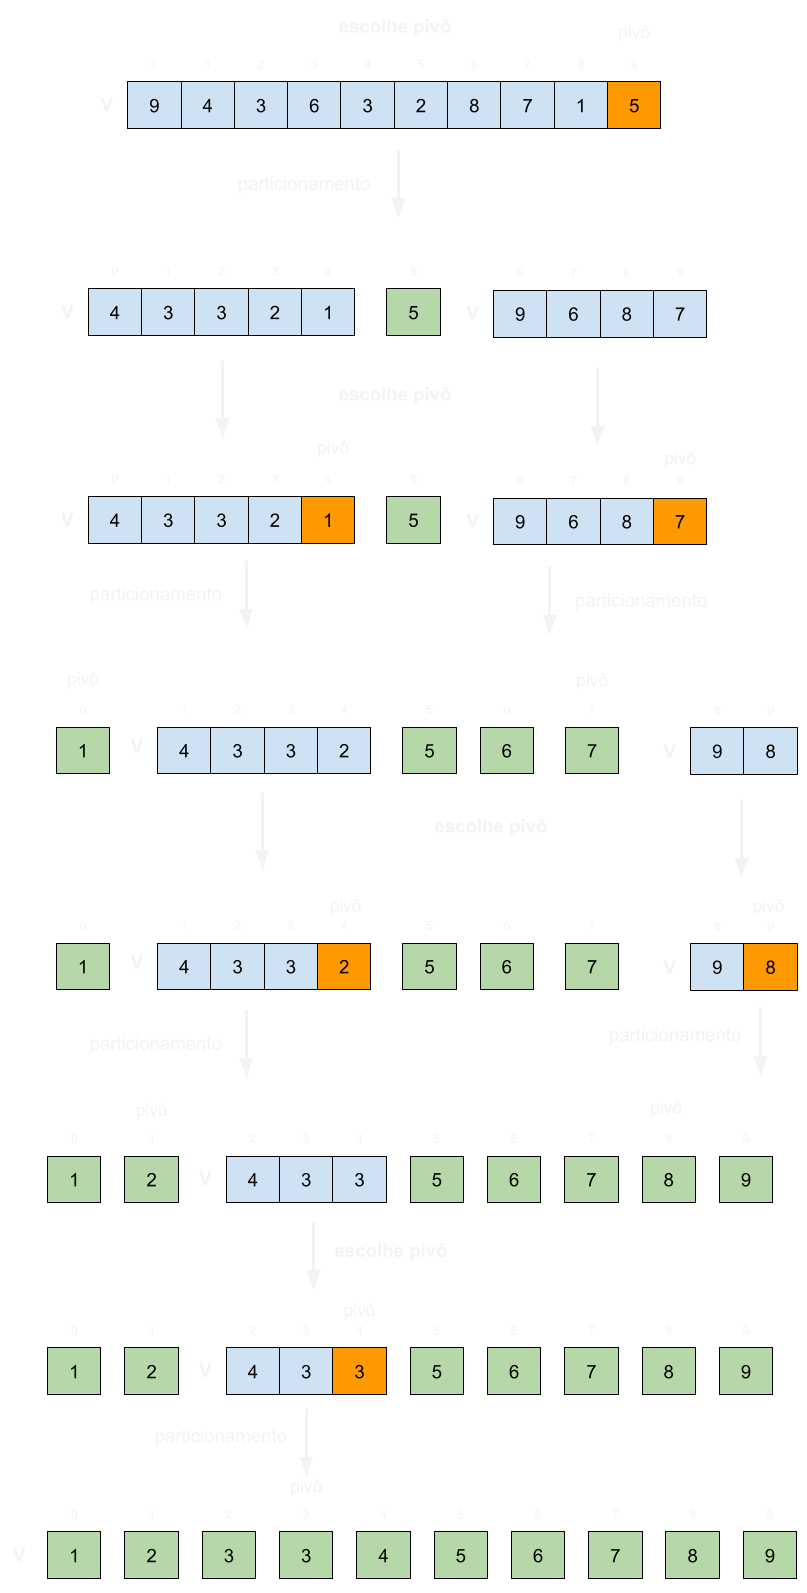 escolhe pivô
pivô
0 1 2 3 4 5 6 7 8 9
V 9 4 3 6 3 2 8 7 1 5
particionamento
0 1 2 3 4 5 6 7 8 9
V 4 3 3 2 1 5 V 9 6 8 7
escolhe pivô
pivô pivô
0 1 2 3 4 5 6 7 8 9
V 4 3 3 2 1 5 V 9 6 8 7
particionamento particionamento
pivô pivô
0 1 2 3 4 5 6 7 8 9
1 V 4 3 3 2 5 6 7 V 9 8
escolhe pivô
pivô pivô
0 1 2 3 4 5 6 7 8 9
1 V 4 3 3 2 5 6 7 V 9 8
particionamento particionamento
pivô pivô
0 1 2 3 4 5 6 7 8 9
1 2 V 4 3 3 5 6 7 8 9
escolhe pivô
pivô
0 1 2 3 4 5 6 7 8 9
1 2 V 4 3 3 5 6 7 8 9
particionamento
pivô
0 1 2 3 4 5 6 7 8 9
V 1 2 3 3 4 5 6 7 8 9